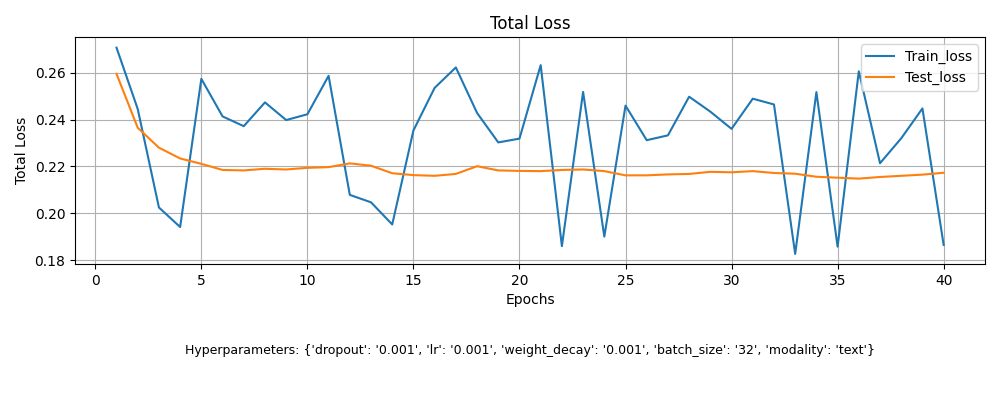 Total Loss
Train_loss
Test_loss
Total Loss
0.26
0.24
0.22
0.20
0.18
0 5 10 15 20 25 30 35 40
Epochs
Hyperparameters: {'dropout': '0.001', 'lr': '0.001', 'weight_decay': '0.001', 'batch_size': '32', 'modality': 'text'}